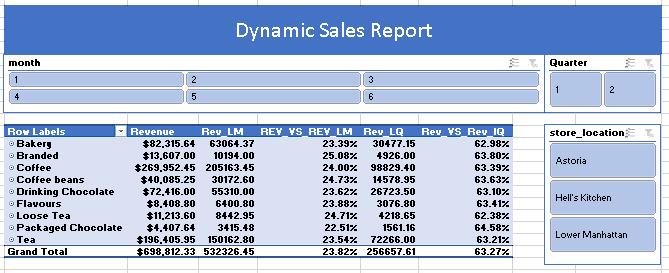 Dynamic Sales Report
month
1 2 3
4 5 6
Quarter
1 2
Row Labels Revenue Rev_LM REV_VS_REV_LM Rev_LQ Rev_VS_Rev_lQ
Bakery $82,315.64 63064.37 23.39% 30477.15 62.98%
Branded $13,607.00 10194.00 25.08% 4926.00 63.80%
Coffee $269,952.45 205163.45 24.00% 98829.40 63.39%
Coffee beans $40,085.25 30172.60 24.73% 14578.95 63.63%
Drinking Chocolate $72,416.00 55310.00 23.62% 26723.50 63.10%
Flavours $8,408.80 6400.80 23.88% 3076.80 63.41%
Loose Tea $11,213.60 8442.95 24.71% 4218.65 62.38%
Packaged Chocolate $4,407.64 3415.48 22.51% 1561.16 64.58%
Tea $196,405.95 150162.80 23.54% 72266.00 63.21%
Grand Total $698,812.33 532326.45 23.82% 256657.61 63.27%
store_location
Astoria
Hell's Kitchen
Lower Manhattan